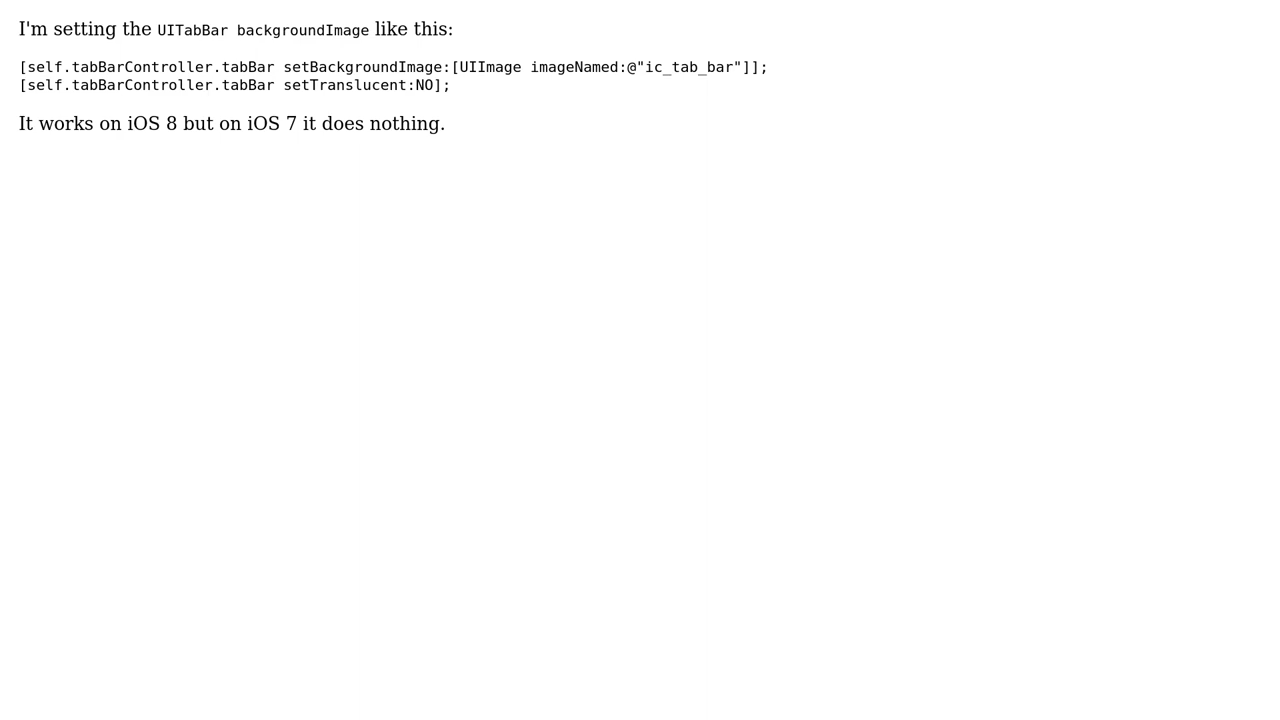 I'm setting the UITabBar backgroundImage like this:
[self.tabBarController.tabBar setBackgroundImage:[UIImage imageNamed:@"ic_tab_bar"]];
[self.tabBarController.tabBar setTranslucent:NO];
It works on iOS 8 but on iOS 7 it does nothing.